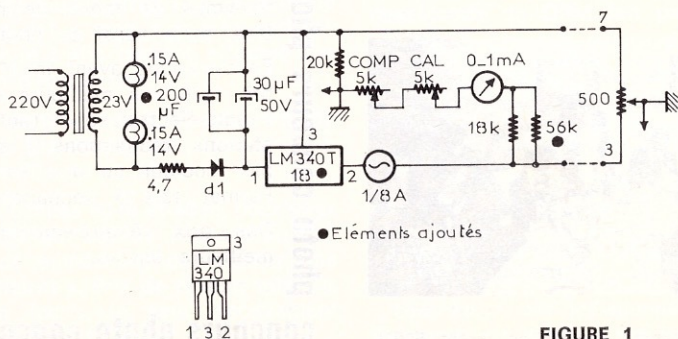 7
.15A
14V
20k
COMP
5k
CAL
5k
0_1mA
220V
23V
200
µF
30µF
50V
500
.15A
14V
18k
56k
3
4,7
d1
1
LM340T
18
2
1/8 A
3
Eléments ajoutés
3
LM
340
1 3 2
FIGURE 1